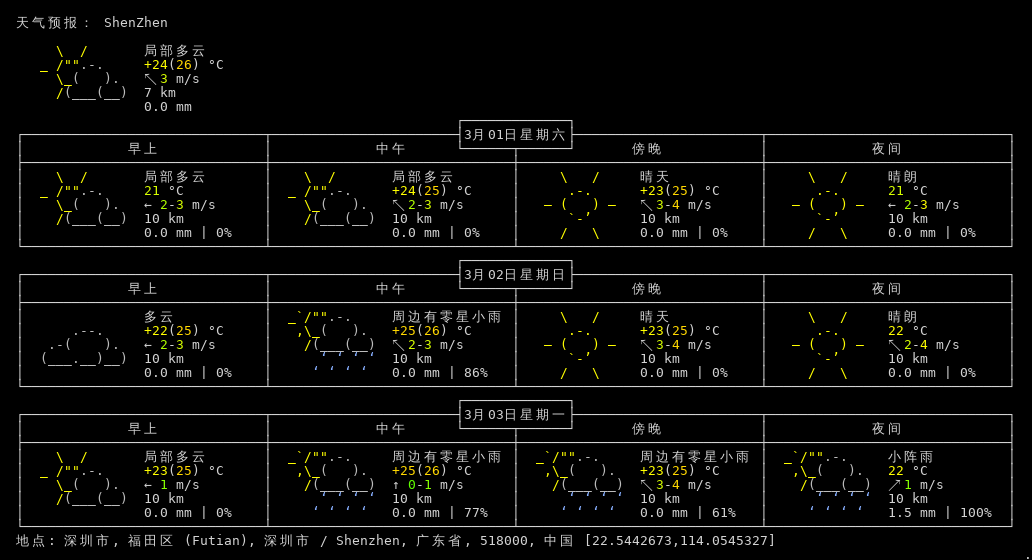 天气预报： ShenZhen
局部多云
+24(26) °C
↖ 3 m/s
7 km
0.0 mm
3月01日星期六
早上 中午 傍晚 夜间
局部多云 局部多云 晴天 晴朗
21 °C +24(25) °C +23(25) °C 21 °C
← 2-3 m/s ↖ 2-3 m/s ↖ 3-4 m/s ← 2-3 m/s
10 km 10 km 10 km 10 km
0.0 mm | 0% 0.0 mm | 0% 0.0 mm | 0% 0.0 mm | 0%
3月02日星期日
早上 中午 傍晚 夜间
多云 周边有零星小雨 晴天 晴朗
+22(25) °C +25(26) °C +23(25) °C 22 °C
← 2-3 m/s ↖ 2-3 m/s ↖ 3-4 m/s ↖ 2-4 m/s
10 km 10 km 10 km 10 km
0.0 mm | 0% 0.0 mm | 86% 0.0 mm | 0% 0.0 mm | 0%
3月03日星期一
早上 中午 傍晚 夜间
局部多云 周边有零星小雨 周边有零星小雨 小阵雨
+23(25) °C +25(26) °C +23(25) °C 22 °C
← 1 m/s ↑ 0-1 m/s ↖ 3-4 m/s ↗ 1 m/s
10 km 10 km 10 km 10 km
0.0 mm | 0% 0.0 mm | 77% 0.0 mm | 61% 1.5 mm | 100%
地点: 深圳市, 福田区 (Futian), 深圳市 / Shenzhen, 广东省, 518000, 中国 [22.5442673,114.0545327]